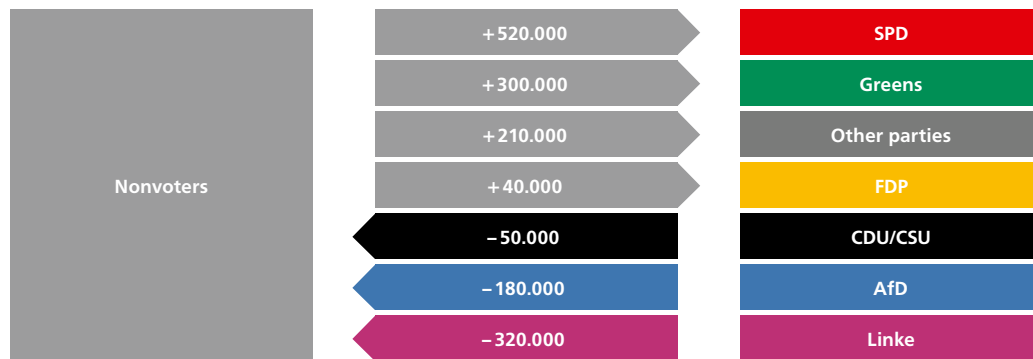 +520.000 SPD
+300.000 Greens
+210.000 Other parties
Nonvoters +40.000 FDP
–50.000 CDU/CSU
–180.000 AfD
–320.000 Linke